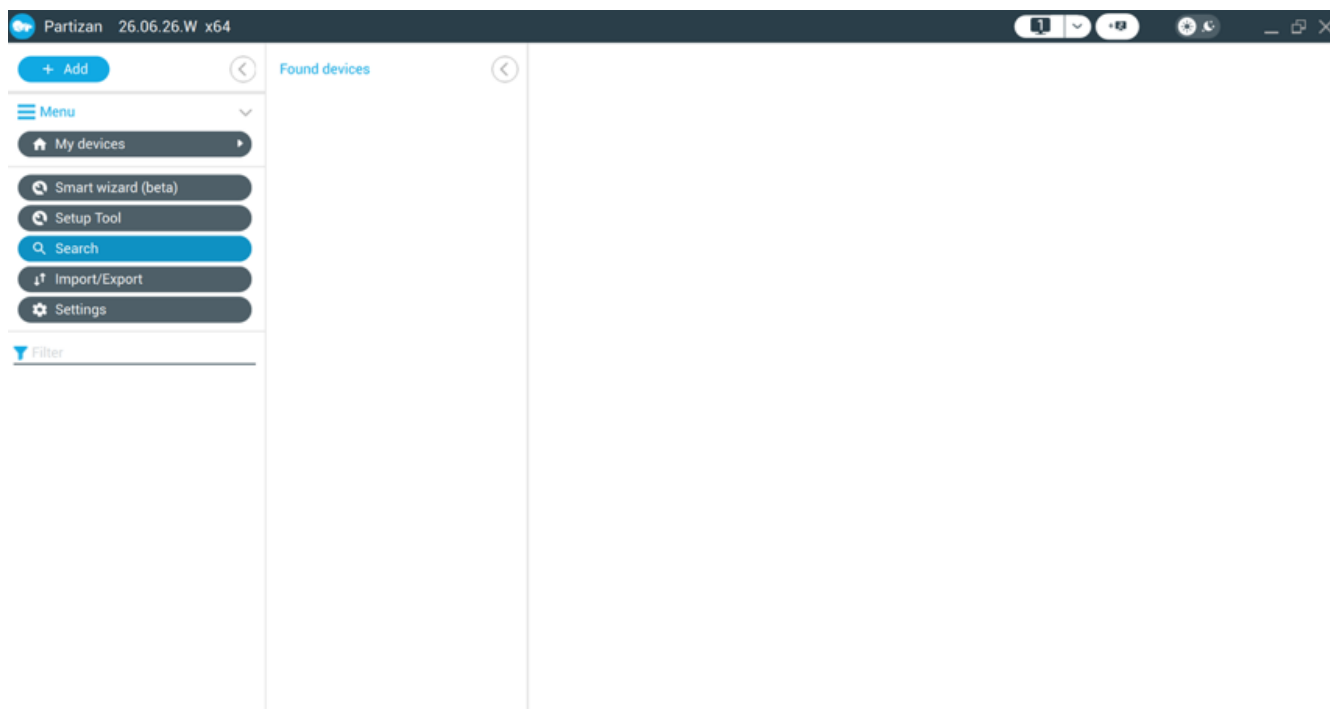 Partizan 26.06.26.W x64
1
+ Add
Found devices
Menu
My devices
Smart wizard (beta)
Setup Tool
Search
Import/Export
Settings
Filter